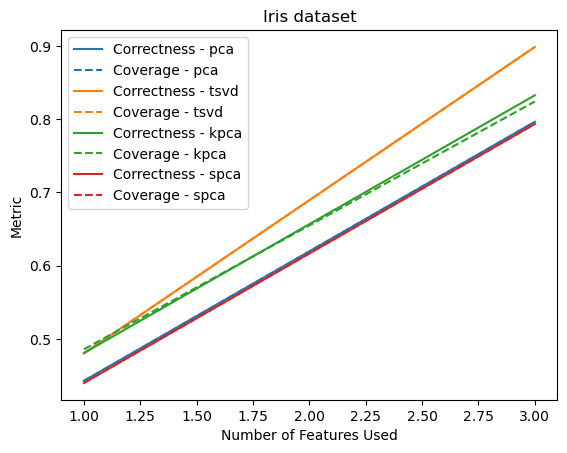 Iris dataset
Correctness - pca
Coverage - pca
Correctness - tsvd
Coverage - tsvd
Correctness - kpca
Coverage - kpca
Correctness - spca
Coverage - spca
Metric
0.9
0.8
0.7
0.6
0.5
1.00 1.25 1.50 1.75 2.00 2.25 2.50 2.75 3.00
Number of Features Used